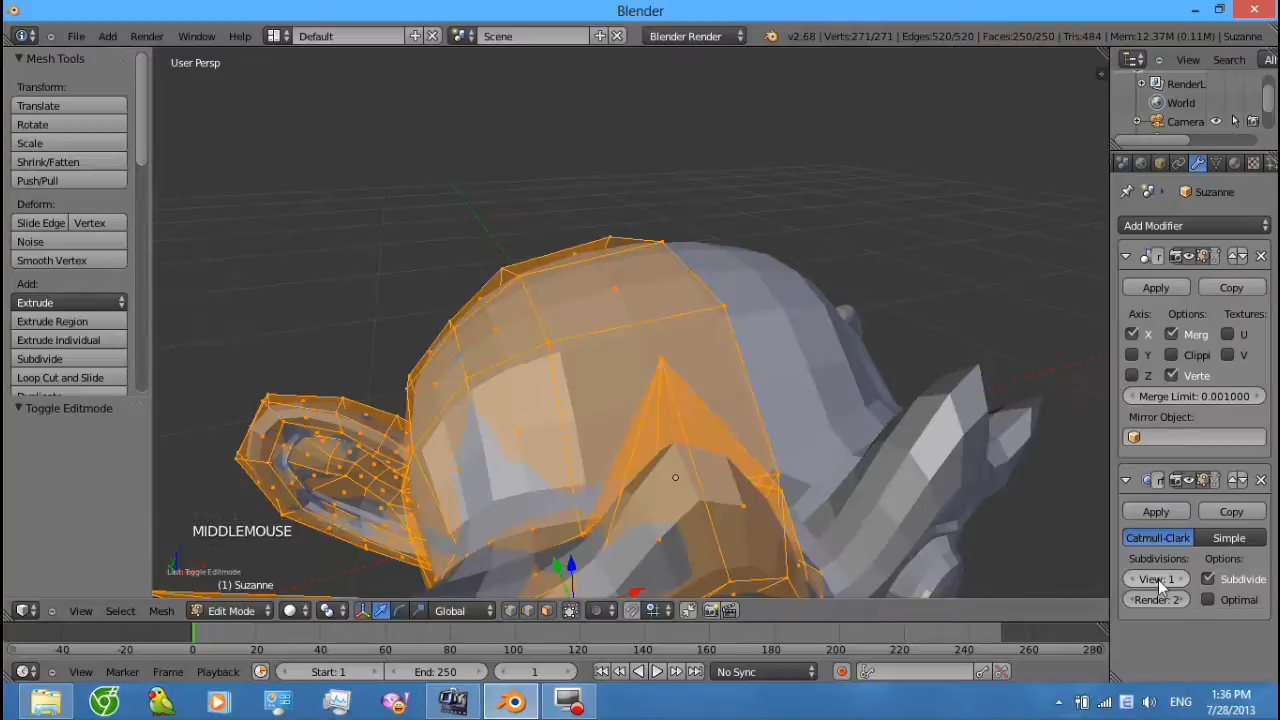 Blender
File Add Render Window Help Default Scene Blender Render v2.68 | Verts:271/271 | Edges:520/520 | Faces:250/250 | Tris:484 | Mem:12.37M (0.11M) | Suzanne
Mesh Tools
User Persp
View Search All
Transform:
RenderL
Translate
World
Rotate
Camera
Scale
Shrink/Fatten
Push/Pull
Suzanne
Deform:
Slide Edge Vertex
Add Modifier
Noise
Smooth Vertex
Add:
Apply Copy
Extrude
Axis: Options: Textures:
Extrude Region
X Merg U
Extrude Individual
Y Clippi V
Subdivide
Z Verte
Loop Cut and Slide
Merge Limit: 0.001000
Toggle Editmode
Mirror Object:
Apply Copy
MIDDLEMOUSE
Catmull-Clark Simple
Subdivisions: Options:
Last: Toggle Editmode
View: 1 Subdivide
(1) Suzanne
Render: 2 Optimal
View Select Mesh Edit Mode Global
-40 -20 0 20 40 60 80 100 120 140 160 180 200 220 240 260 280
View Marker Frame Playback Start: 1 End: 250 1 No Sync
ENG
1:36 PM
7/28/2013